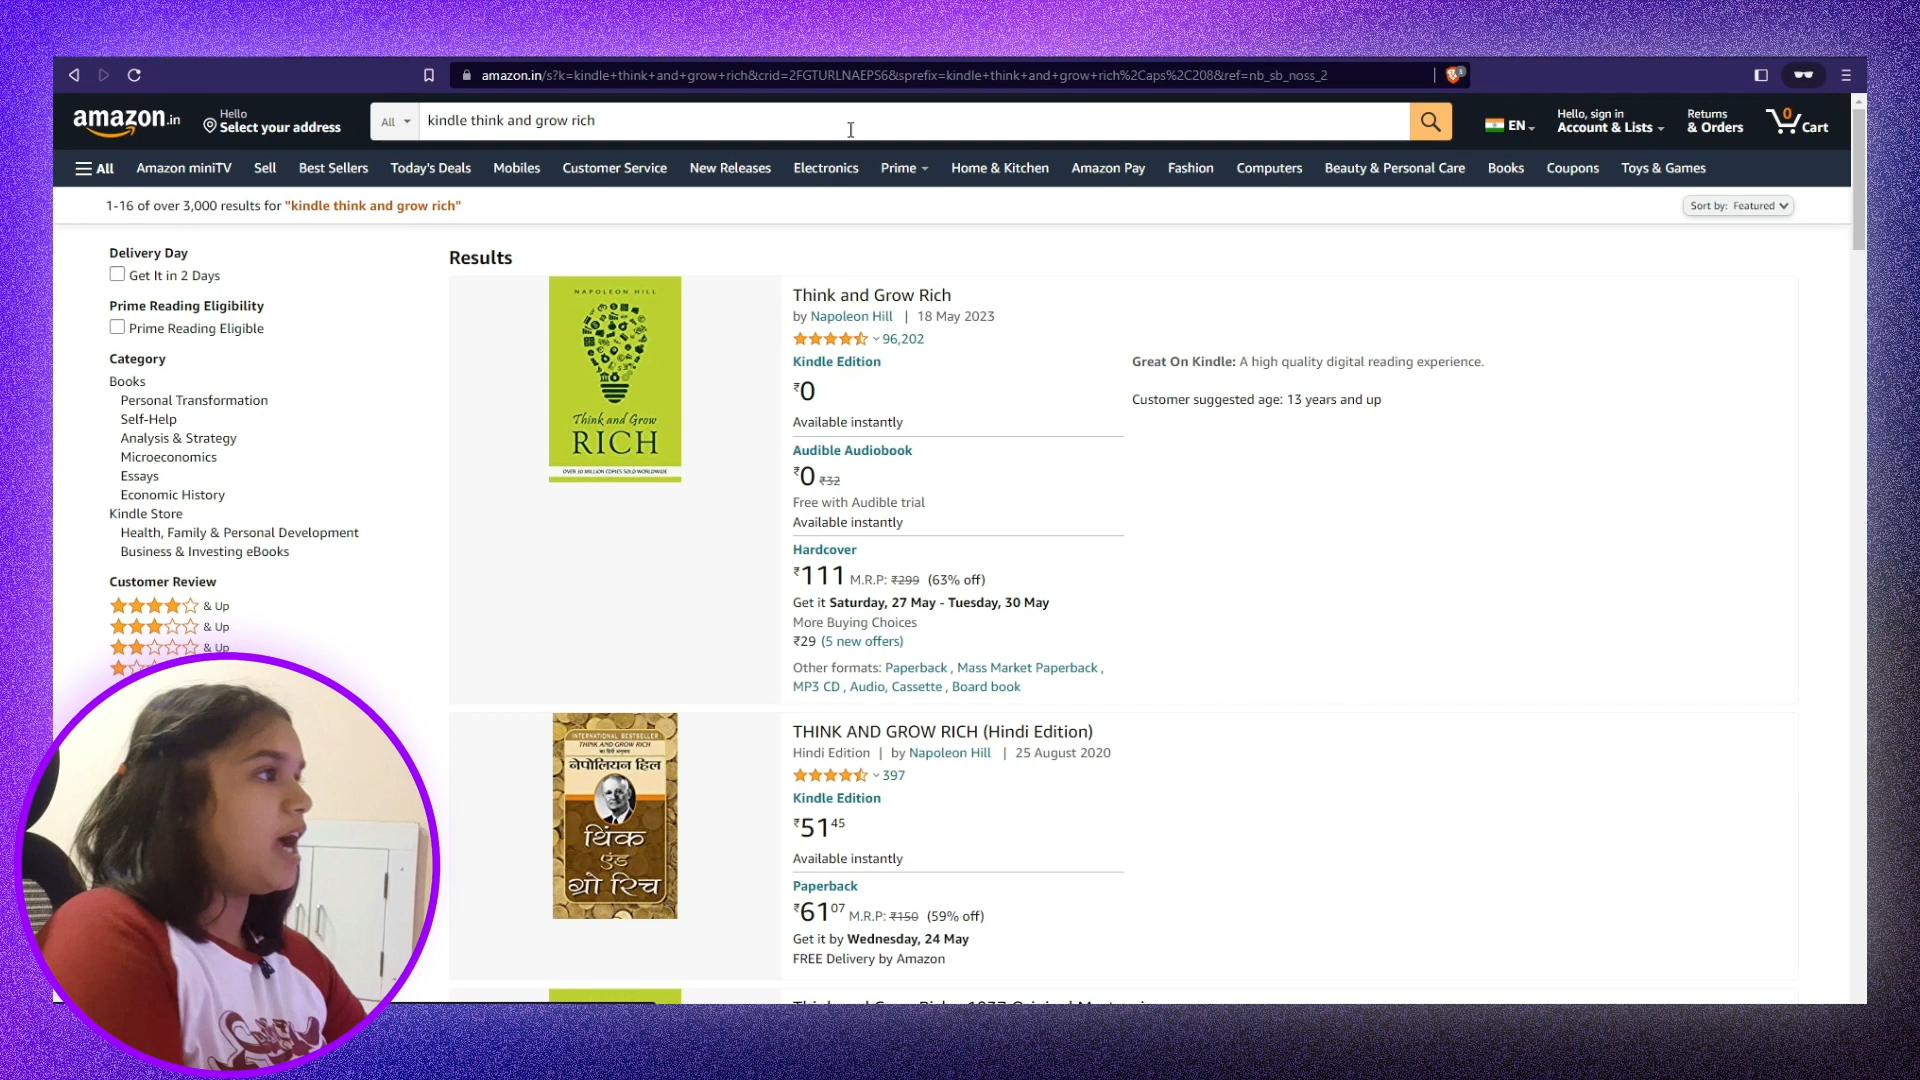 amazon.in/s?k=kindle+think+and+grow+rich&crid=2FGTURLNAEPS6&sprefix=kindle+think+and+grow+rich%2Caps%2C208&ref=nb_sb_noss_2
1
amazon.in
Hello
Select your address
All
kindle think and grow rich
EN
Hello, sign in
Account & Lists
Returns
& Orders
0
Cart
All
Amazon miniTV
Sell
Best Sellers
Today's Deals
Mobiles
Customer Service
New Releases
Electronics
Prime
Home & Kitchen
Amazon Pay
Fashion
Computers
Beauty & Personal Care
Books
Coupons
Toys & Games
1-16 of over 3,000 results for "kindle think and grow rich"
Sort by: Featured
Delivery Day
Get It in 2 Days
Prime Reading Eligibility
Prime Reading Eligible
Category
Books
Personal Transformation
Self-Help
Analysis & Strategy
Microeconomics
Essays
Economic History
Kindle Store
Health, Family & Personal Development
Business & Investing eBooks
Customer Review
& Up
& Up
& Up
Results
NAPOLEON HILL
Think and Grow
RICH
OVER 30 MILLION COPIES SOLD WORLDWIDE
Think and Grow Rich
by Napoleon Hill | 18 May 2023
96,202
Kindle Edition
₹0
Available instantly
Audible Audiobook
₹0 ₹32
Free with Audible trial
Available instantly
Hardcover
₹111 M.R.P: ₹299 (63% off)
Get it Saturday, 27 May - Tuesday, 30 May
More Buying Choices
₹29 (5 new offers)
Other formats: Paperback , Mass Market Paperback ,
MP3 CD , Audio, Cassette , Board book
Great On Kindle: A high quality digital reading experience.
Customer suggested age: 13 years and up
INTERNATIONAL BESTSELLER
THINK AND GROW RICH
का हिंदी अनुवाद
नेपोलियन हिल
थिंक
एंड
ग्रो रिच
THINK AND GROW RICH (Hindi Edition)
Hindi Edition | by Napoleon Hill | 25 August 2020
397
Kindle Edition
₹51 45
Available instantly
Paperback
₹61 07 M.R.P: ₹150 (59% off)
Get it by Wednesday, 24 May
FREE Delivery by Amazon